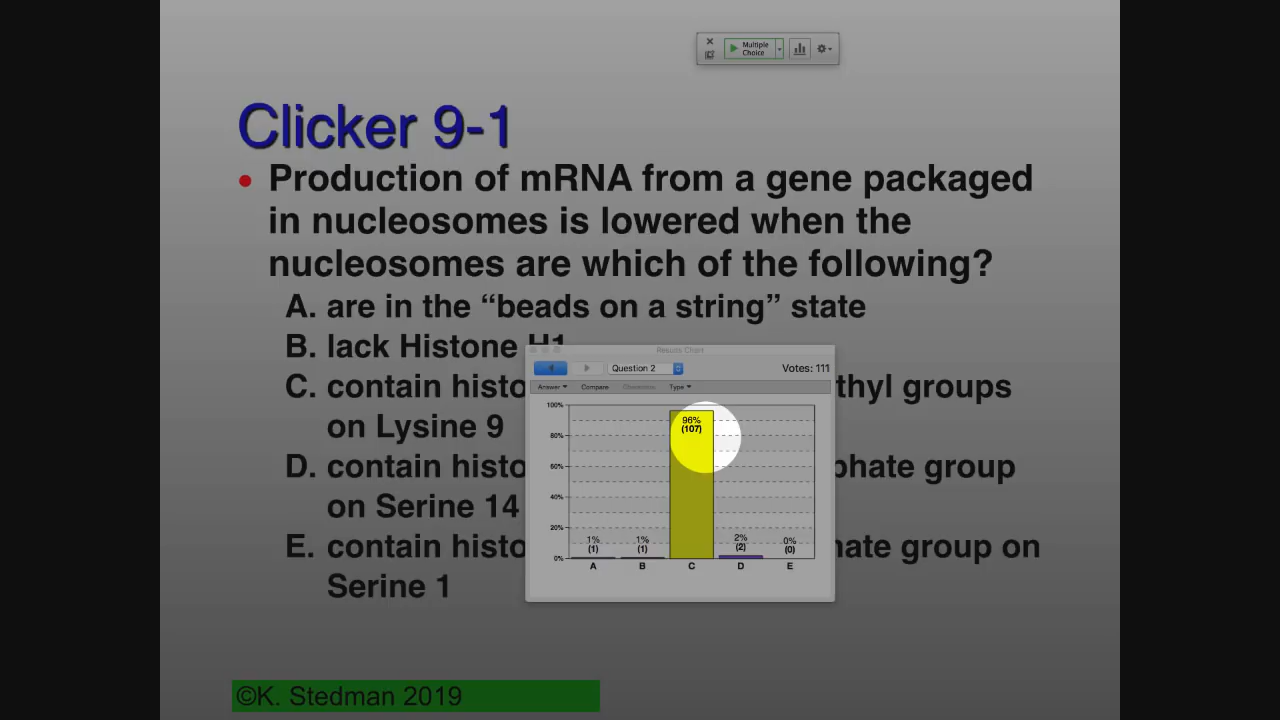 Multiple
Choice
Clicker 9-1
• Production of mRNA from a gene packaged
in nucleosomes is lowered when the
nucleosomes are which of the following?
A. are in the “beads on a string” state
B. lack Histone H1
C. contain histo thyl groups
on Lysine 9
D. contain histo phate group
on Serine 14
E. contain histo hate group on
Serine 1
Results Chart
Question 2 Votes: 111
Answer Compare Type
100%
80%
60%
40%
20%
0%
1%
(1)
1%
(1)
96%
(107)
2%
(2)
0%
(0)
A B C D E
©K. Stedman 2019